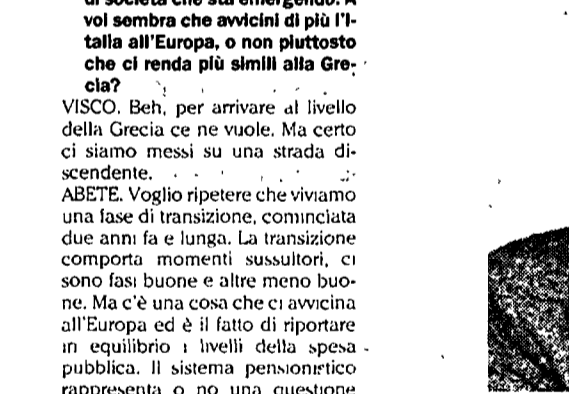 di società che sta emergendo. A
voi sembra che avvicini di più l'I-
talia all'Europa, o non piuttosto
che ci renda più simili alla Gre-
cia?
VISCO. Beh, per arrivare al livello
della Grecia ce ne vuole. Ma certo
ci siamo messi su una strada di-
scendente.
ABETE. Voglio ripetere che viviamo
una fase di transizione, cominciata
due anni fa e lunga. La transizione
comporta momenti sussultori, ci
sono fasi buone e altre meno buo-
ne. Ma c'è una cosa che ci avvicina
all'Europa ed è il fatto di riportare
in equilibrio i livelli della spesa
pubblica. Il sistema pensionistico
rappresenta o no una questione